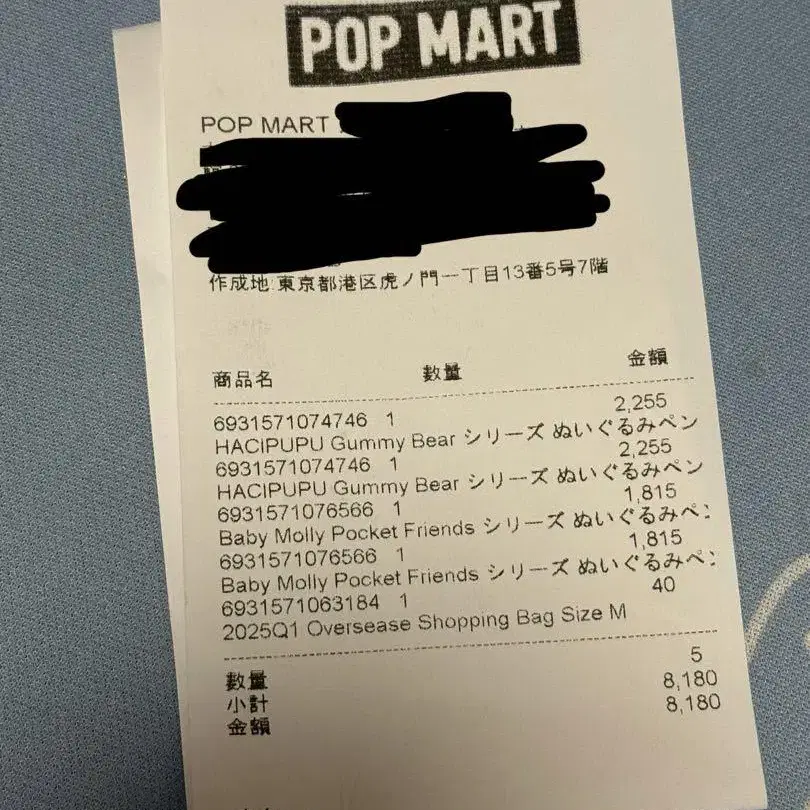 POP MART
POP MART
作成地:東京都港区虎ノ門一丁目13番5号7階
商品名 数量 金額
6931571074746 1 2,255
HACIPUPU Gummy Bear シリーズ ぬいぐるみペン
6931571074746 1 2,255
HACIPUPU Gummy Bear シリーズ ぬいぐるみペン
6931571076566 1 1,815
Baby Molly Pocket Friends シリーズ ぬいぐるみペン
6931571076566 1 1,815
Baby Molly Pocket Friends シリーズ ぬいぐるみペン
6931571063184 1 40
2025Q1 Oversease Shopping Bag Size M
数量 5
小計 8,180
金額 8,180